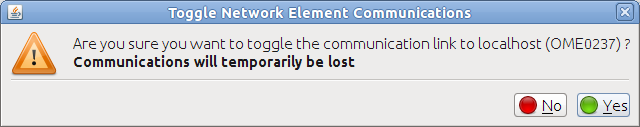 Toggle Network Element Communications
Are you sure you want to toggle the communication link to localhost (OME0237) ?
Communications will temporarily be lost
No Yes